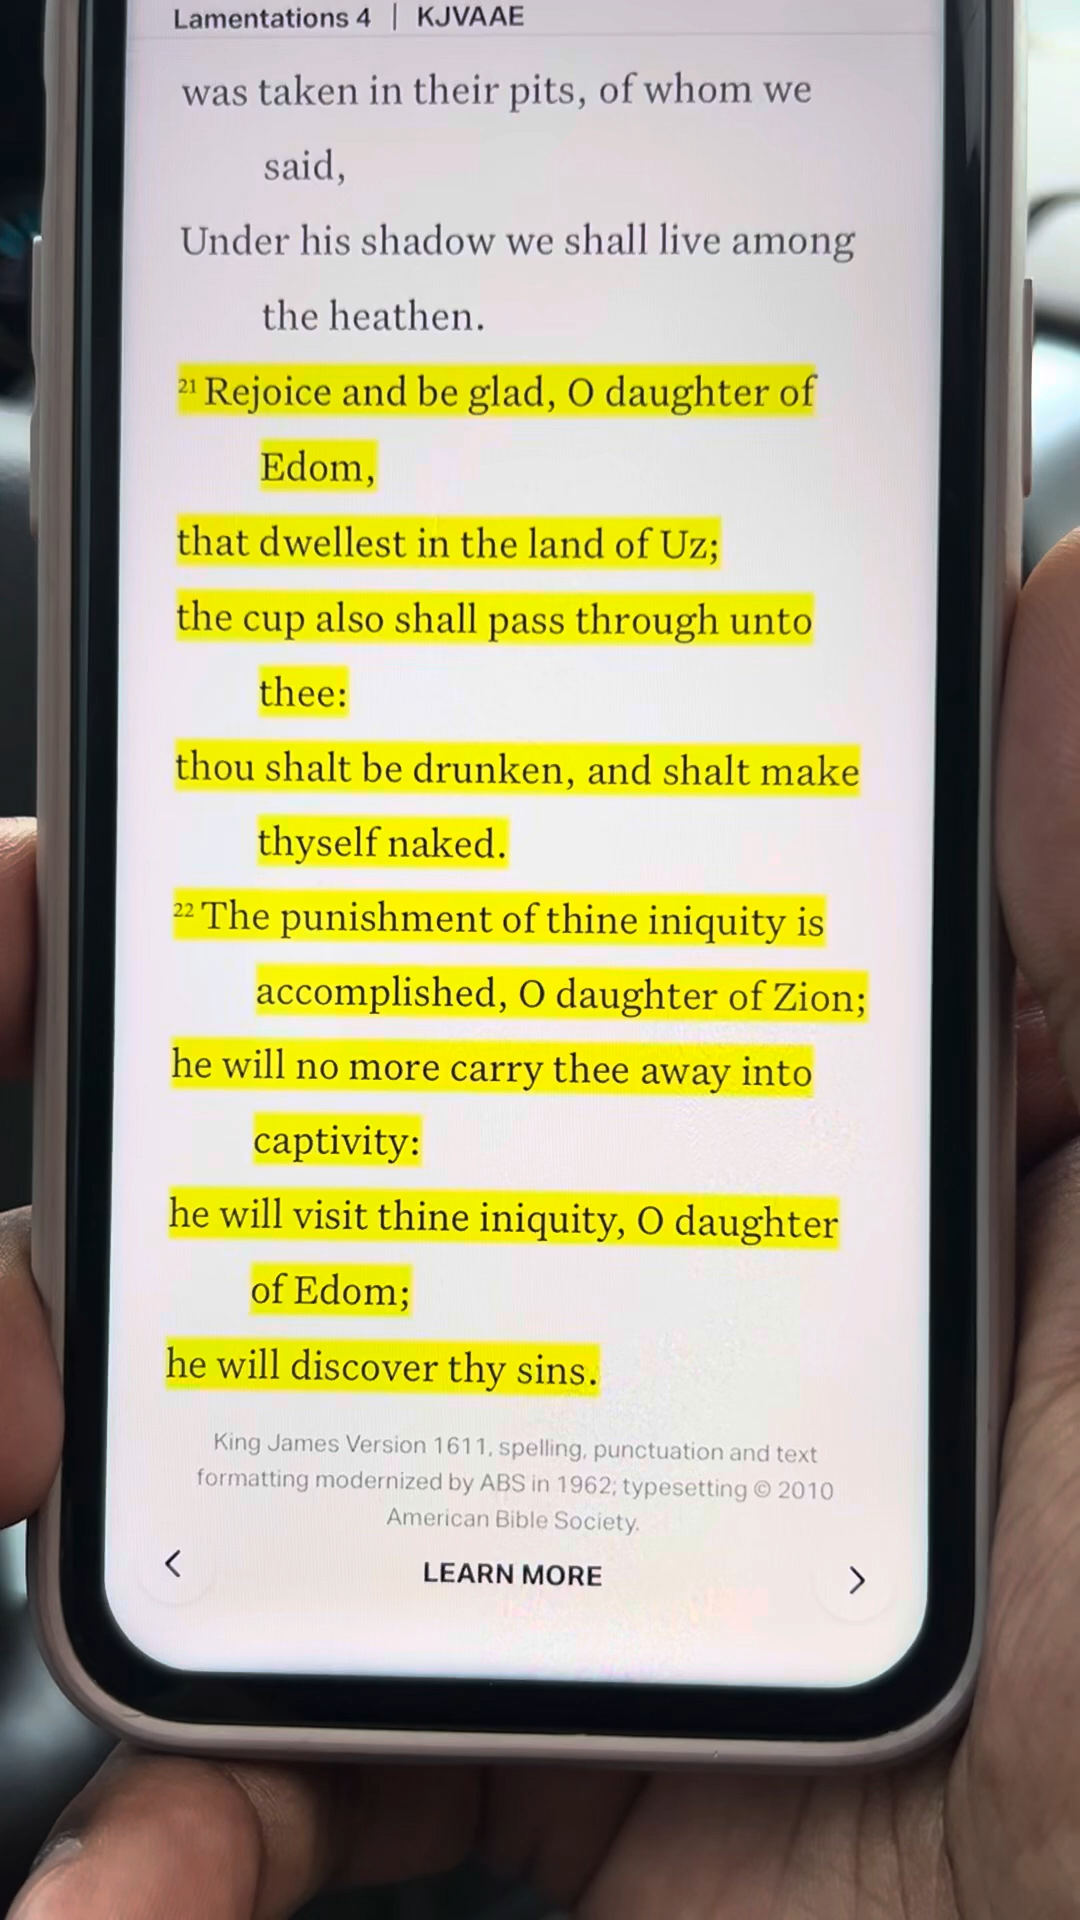 Lamentations 4 | KJVAAE
was taken in their pits, of whom we
said,
Under his shadow we shall live among
the heathen.
21 Rejoice and be glad, O daughter of
Edom,
that dwellest in the land of Uz;
the cup also shall pass through unto
thee:
thou shalt be drunken, and shalt make
thyself naked.
22 The punishment of thine iniquity is
accomplished, O daughter of Zion;
he will no more carry thee away into
captivity:
he will visit thine iniquity, O daughter
of Edom;
he will discover thy sins.
King James Version 1611, spelling, punctuation and text
formatting modernized by ABS in 1962; typesetting © 2010
American Bible Society.
LEARN MORE